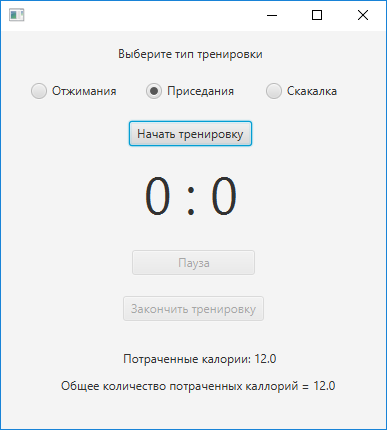 Выберите тип тренировки
Отжимания Приседания Скакалка
Начать тренировку
0 : 0
Пауза
Закончить тренировку
Потраченные калории: 12.0
Общее количество потраченных каллорий = 12.0